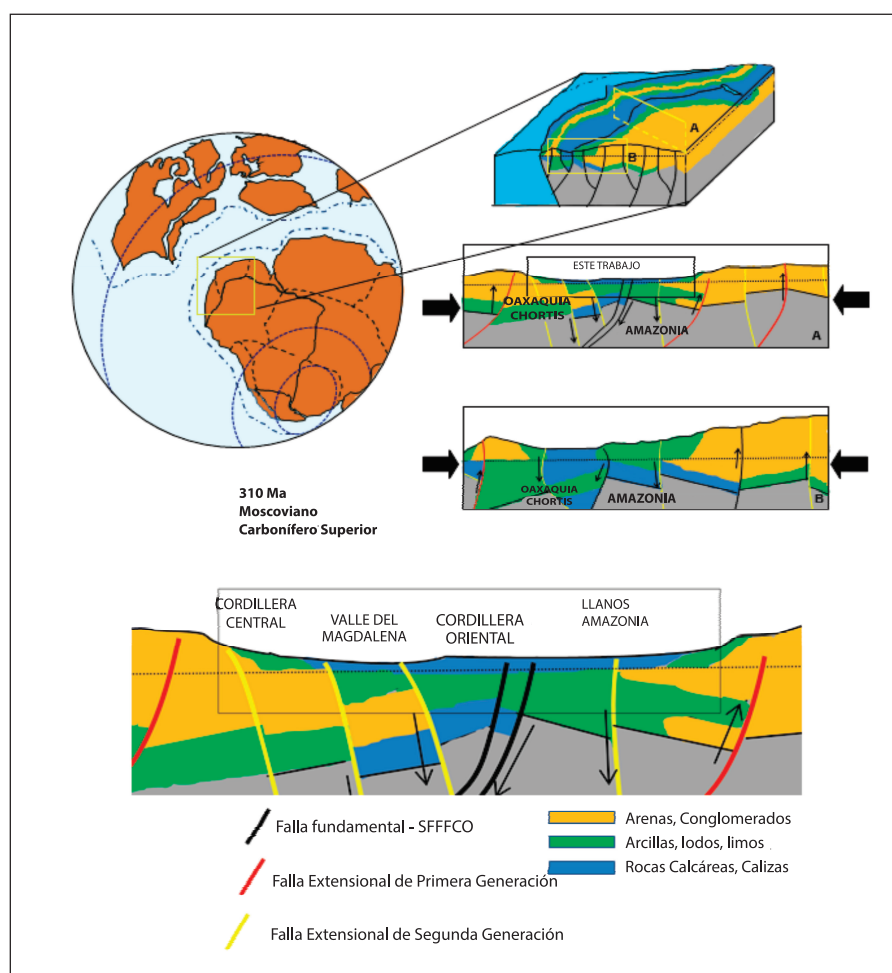 A
B
ESTE TRABAJO
OAXAQUIA
CHORTIS
AMAZONIA
A
OAXAQUIA
CHORTIS
AMAZONIA
B
310 Ma
Moscoviano
Carbonífero Superior
CORDILLERA
CENTRAL
VALLE DEL
MAGDALENA
CORDILLERA
ORIENTAL
LLANOS
AMAZONIA
Falla fundamental - SFFFCO
Falla Extensional de Primera Generación
Falla Extensional de Segunda Generación
Arenas, Conglomerados
Arcillas, lodos, limos
Rocas Calcáreas, Calizas